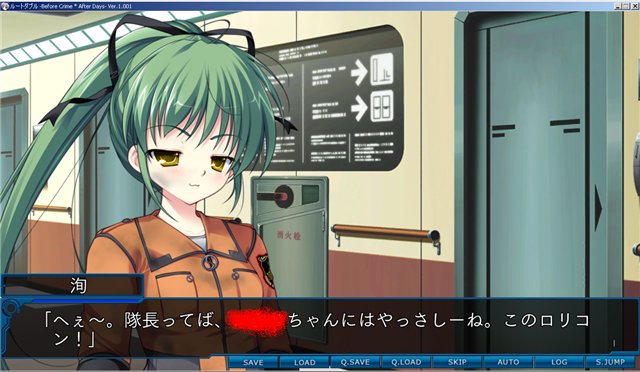 ルートダブル -Before Crime * After Days- Ver.1.001
消火栓
洵
「へぇ～。隊長ってば、
ちゃんにはやっさしーね。このロリコ
ン！」
SAVE LOAD Q.SAVE Q.LOAD SKIP AUTO LOG S.JUMP